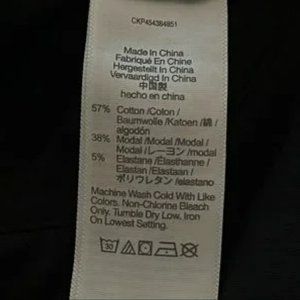 CKP454384851
Made In China
Fabriqué En Chine
Hergestellt In China
Vervaardigd In China
中国製
hecho en china
57% Cotton /Coton /
Baumwolle /Katoen /綿 /
algodón
38% Modal /Modal /Modal /
Modal /レーヨン /modal
5% Elastane /Élasthanne /
Elastan /Elastaan /
ポリウレタン /elastano
Machine Wash Cold With Like
Colors. Non-Chlorine Bleach
Only. Tumble Dry Low. Iron
On Lowest Setting.
30